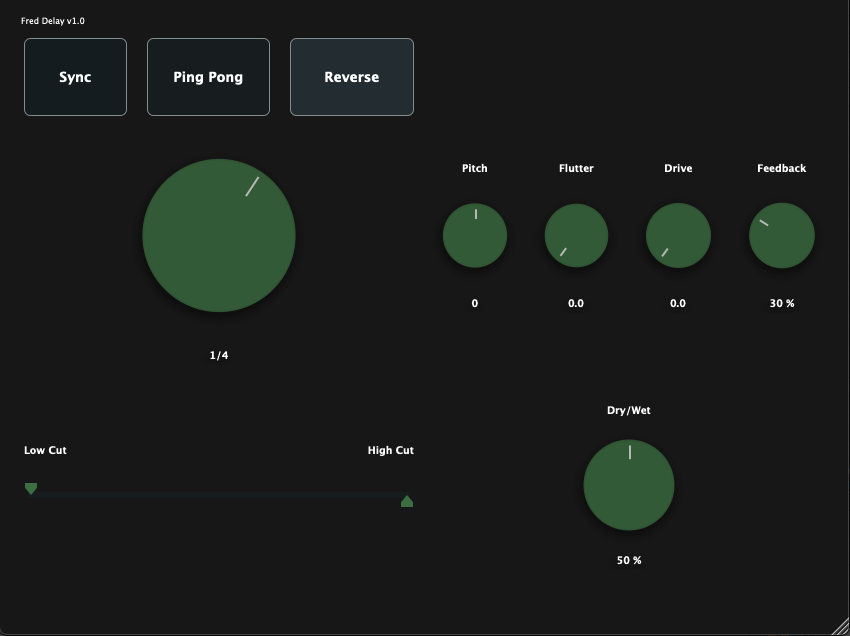 Fred Delay v1.0
Sync
Ping Pong
Reverse
Pitch
Flutter
Drive
Feedback
0
0.0
0.0
30 %
1/4
Dry/Wet
Low Cut
High Cut
50 %